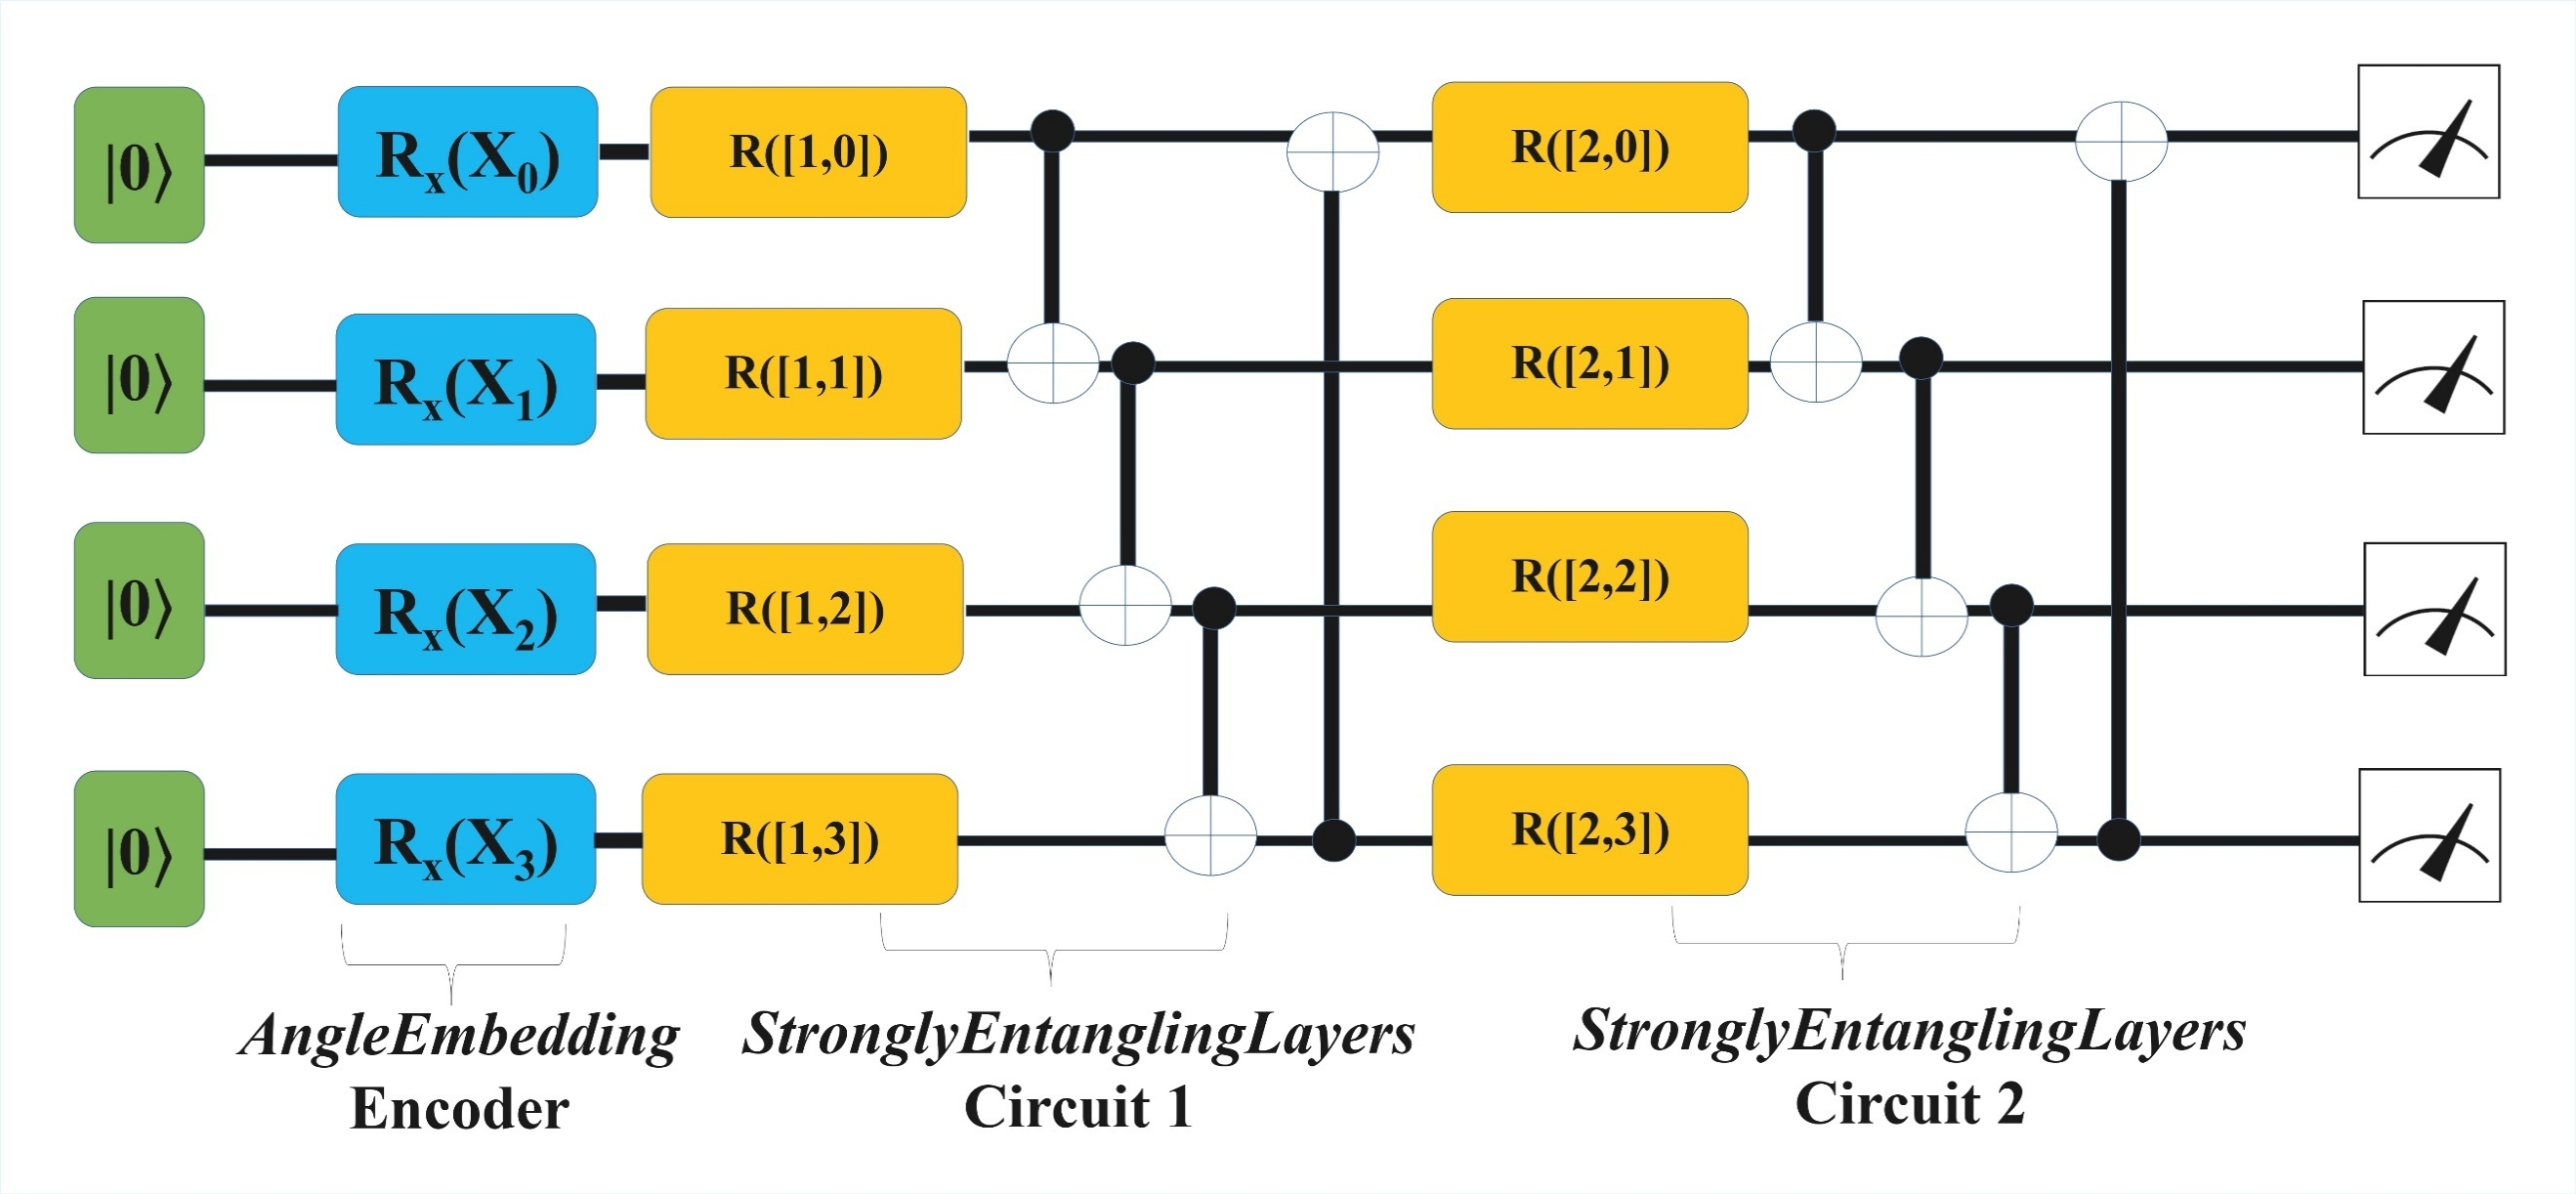 |0⟩ Rx(X0) R([1,0]) R([2,0])
|0⟩ Rx(X1) R([1,1]) R([2,1])
|0⟩ Rx(X2) R([1,2]) R([2,2])
|0⟩ Rx(X3) R([1,3]) R([2,3])
AngleEmbedding
Encoder
StronglyEntanglingLayers
Circuit 1
StronglyEntanglingLayers
Circuit 2